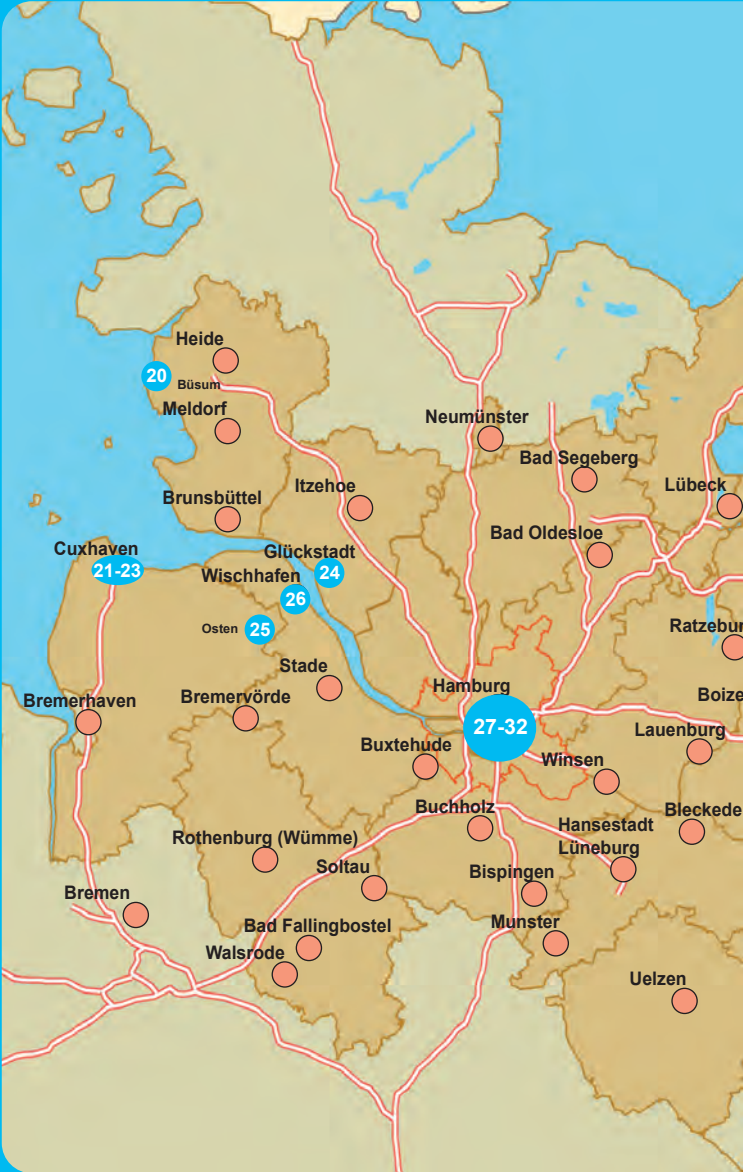 Heide
20
Büsum
Meldorf
Neumünster
Bad Segeberg
Itzehoe
Lübeck
Brunsbüttel
Bad Oldesloe
Cuxhaven
Glückstadt
21-23
Wischhafen
24
26
Osten
25
Ratzebur
Stade
Hamburg
Bremerhaven
Bremervörde
Boize
27-32
Lauenburg
Buxtehude
Winsen
Buchholz
Bleckede
Hansestadt
Lüneburg
Rothenburg (Wümme)
Soltau
Bispingen
Bremen
Bad Fallingbostel
Munster
Walsrode
Uelzen